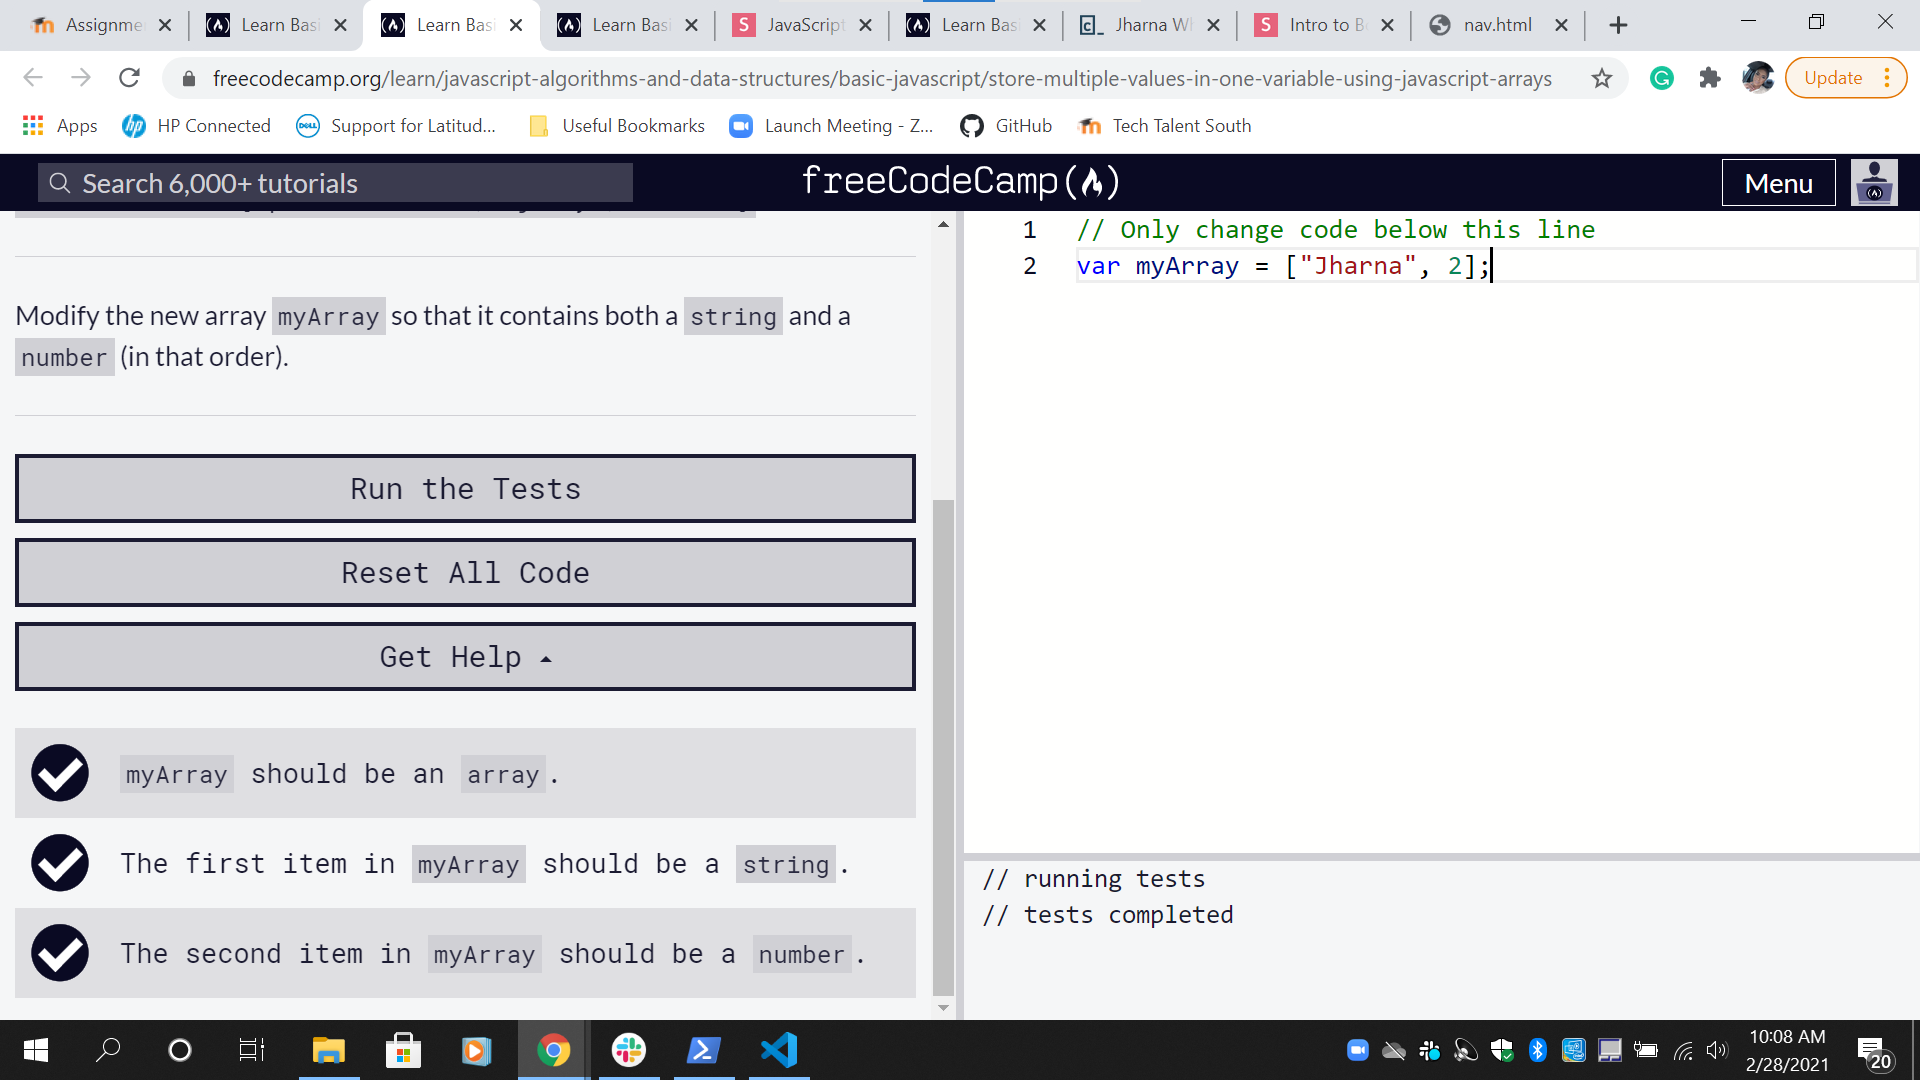 Assignme
Learn Bas
Learn Bas
Learn Bas
JavaScript
Learn Bas
Jharna W
Intro to B
nav.html
freecodecamp.org/learn/javascript-algorithms-and-data-structures/basic-javascript/store-multiple-values-in-one-variable-using-javascript-arrays
Update
Apps
HP Connected
Support for Latitud...
Useful Bookmarks
Launch Meeting - Z...
GitHub
Tech Talent South
Search 6,000+ tutorials
freeCodeCamp
Menu
Modify the new array myArray so that it contains both a string and a
number (in that order).
Run the Tests
Reset All Code
Get Help
myArray should be an array.
The first item in myArray should be a string.
The second item in myArray should be a number.
1 // Only change code below this line
2 var myArray = ["Jharna", 2];
// running tests
// tests completed
10:08 AM
2/28/2021
20